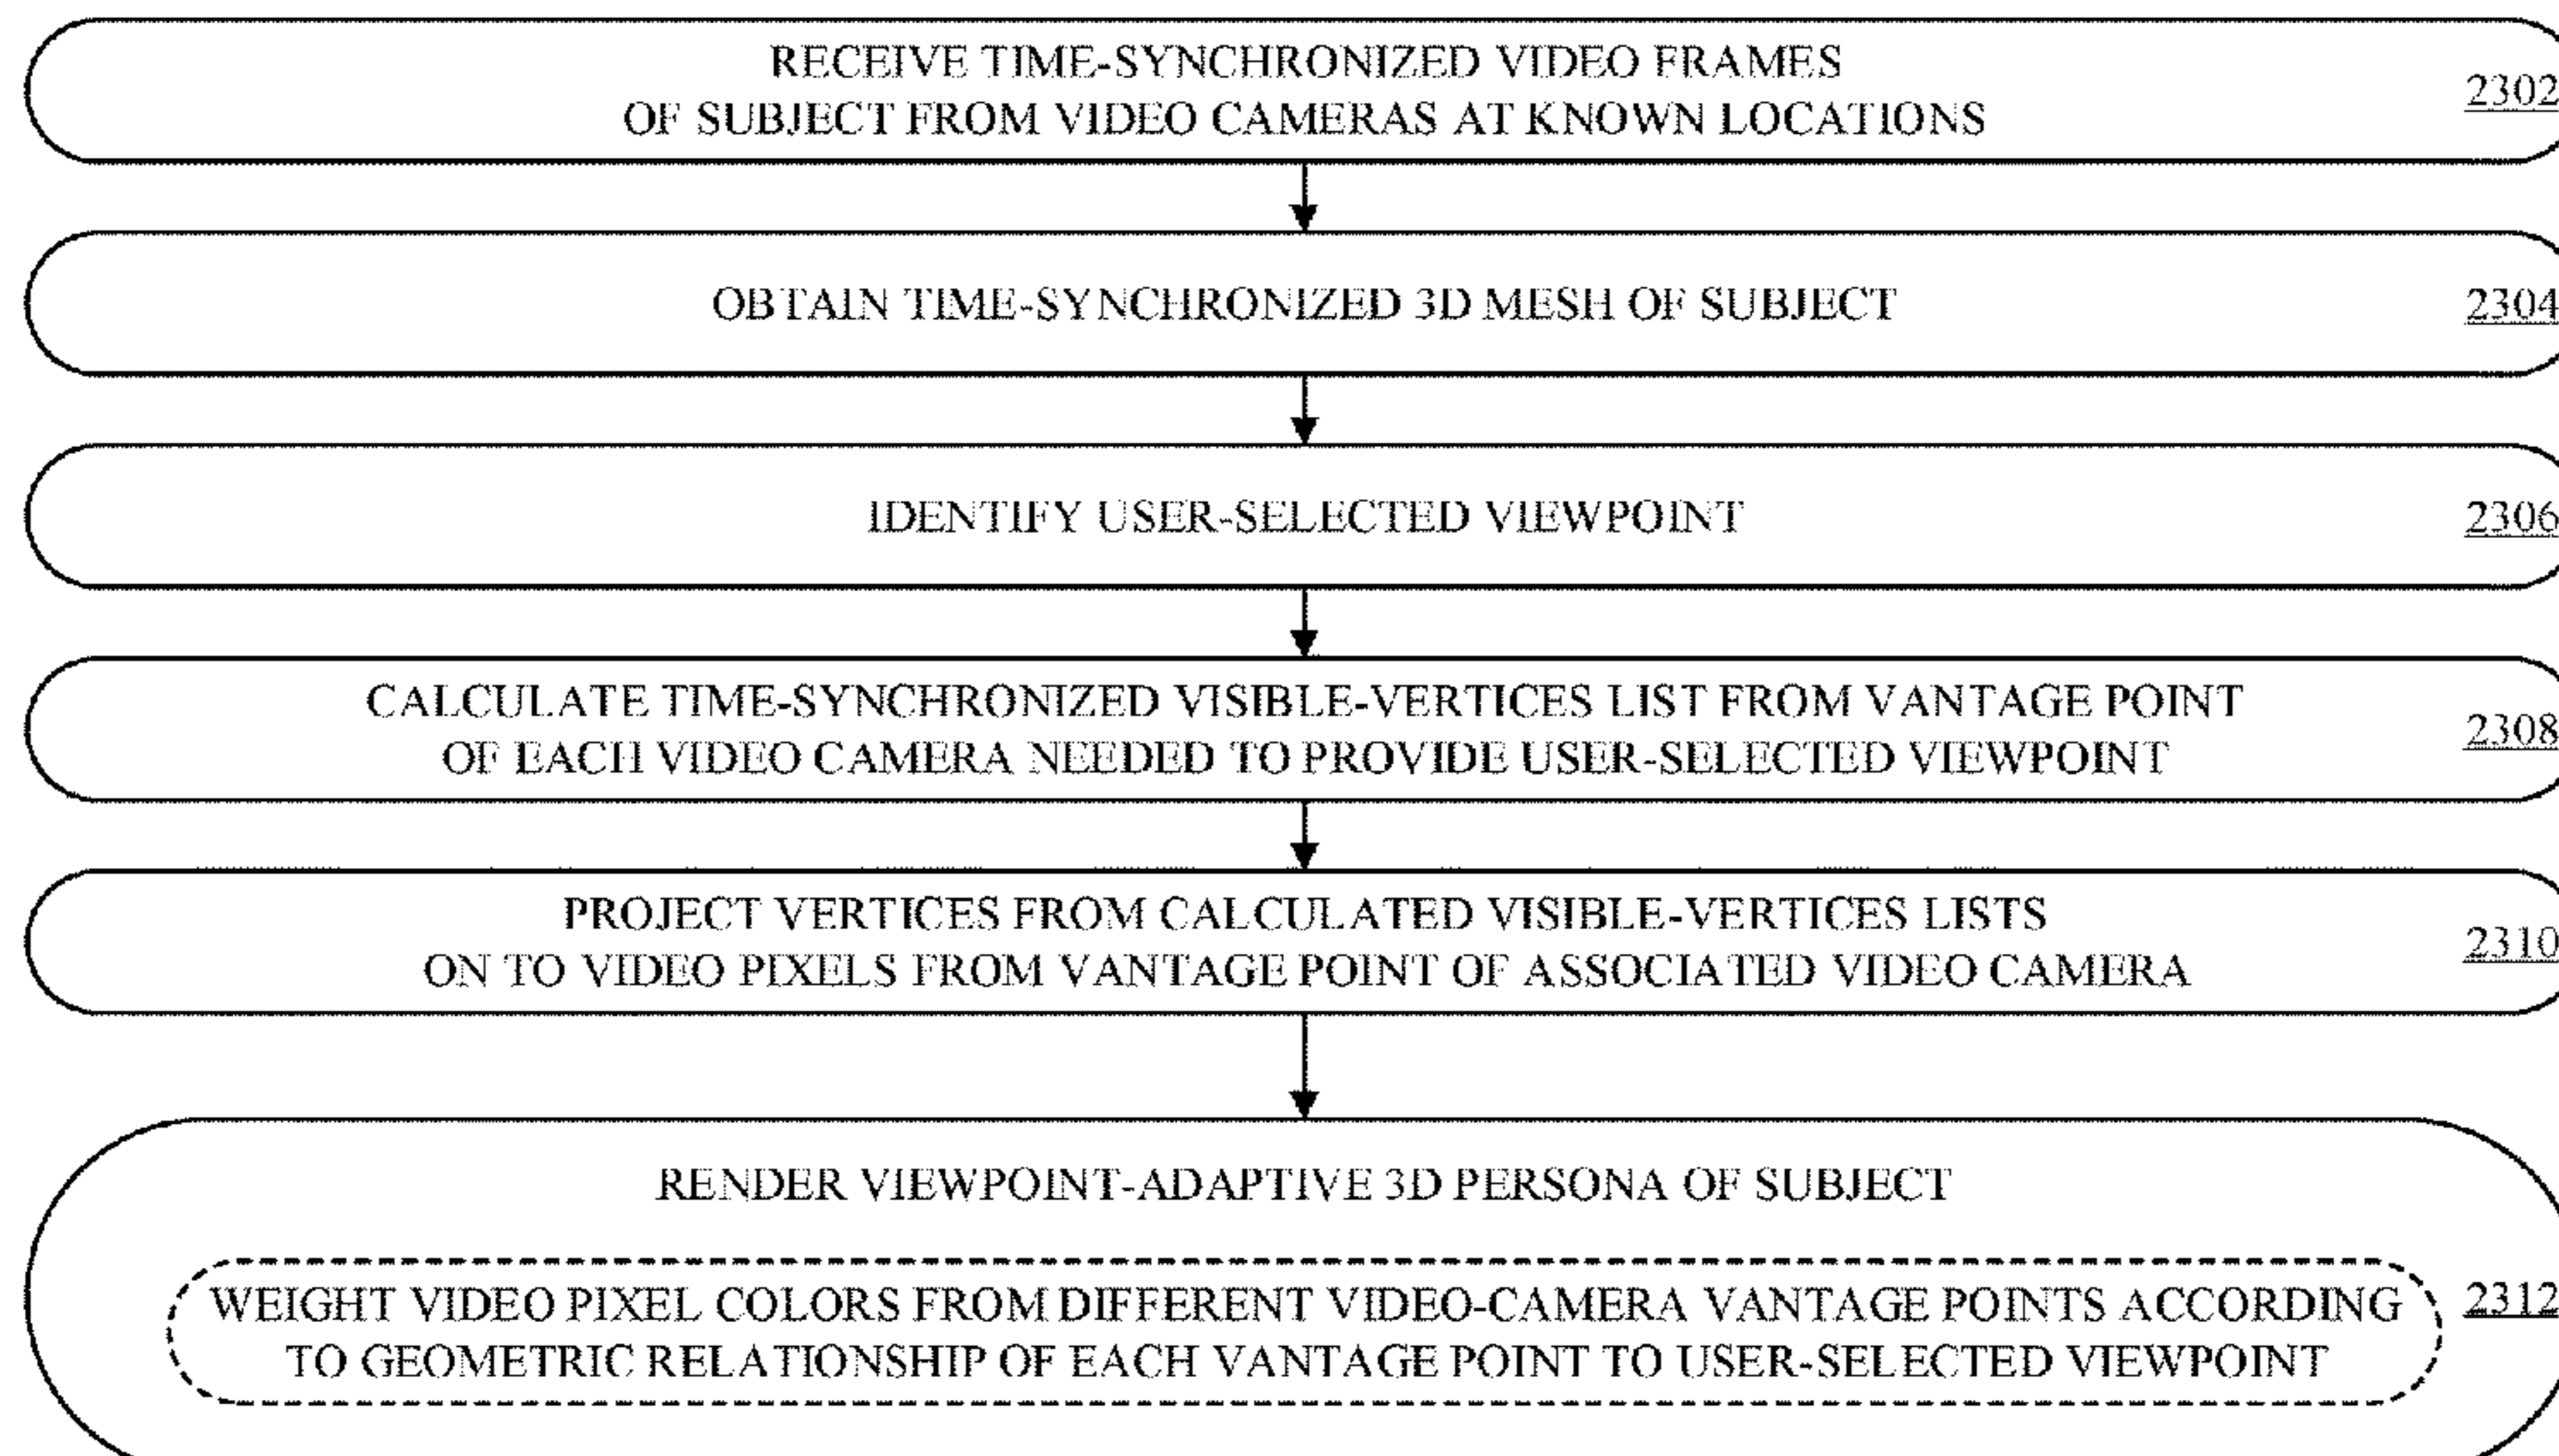 RECEIVE TIME-SYNCHRONIZED VIDEO FRAMES
OF SUBJECT FROM VIDEO CAMERAS AT KNOWN LOCATIONS
2302
OBTAIN TIME-SYNCHRONIZED 3D MESH OF SUBJECT
2304
IDENTIFY USER-SELECTED VIEWPOINT
2306
CALCULATE TIME-SYNCHRONIZED VISIBLE-VERTICES LIST FROM VANTAGE POINT
OF EACH VIDEO CAMERA NEEDED TO PROVIDE USER-SELECTED VIEWPOINT
2308
PROJECT VERTICES FROM CALCULATED VISIBLE-VERTICES LISTS
ON TO VIDEO PIXELS FROM VANTAGE POINT OF ASSOCIATED VIDEO CAMERA
2310
RENDER VIEWPOINT-ADAPTIVE 3D PERSONA OF SUBJECT
WEIGHT VIDEO PIXEL COLORS FROM DIFFERENT VIDEO-CAMERA VANTAGE POINTS ACCORDING
TO GEOMETRIC RELATIONSHIP OF EACH VANTAGE POINT TO USER-SELECTED VIEWPOINT
2312